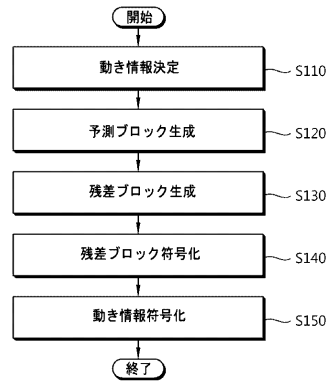 開始
動き情報決定
S110
予測ブロック生成
S120
残差ブロック生成
S130
残差ブロック符号化
S140
動き情報符号化
S150
終了